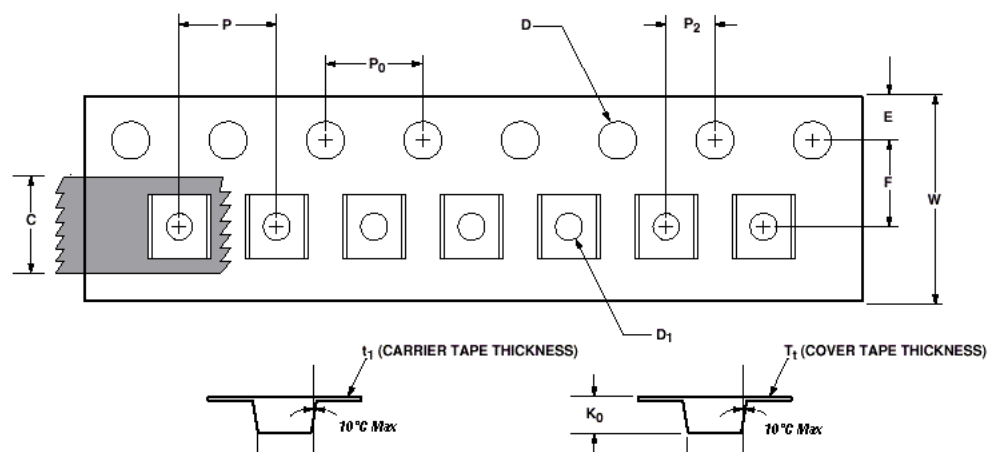 P
D
P2
P0
E
F
W
C
D1
t1 (CARRIER TAPE THICKNESS)
Tt (COVER TAPE THICKNESS)
K0
10°C Max
10°C Max